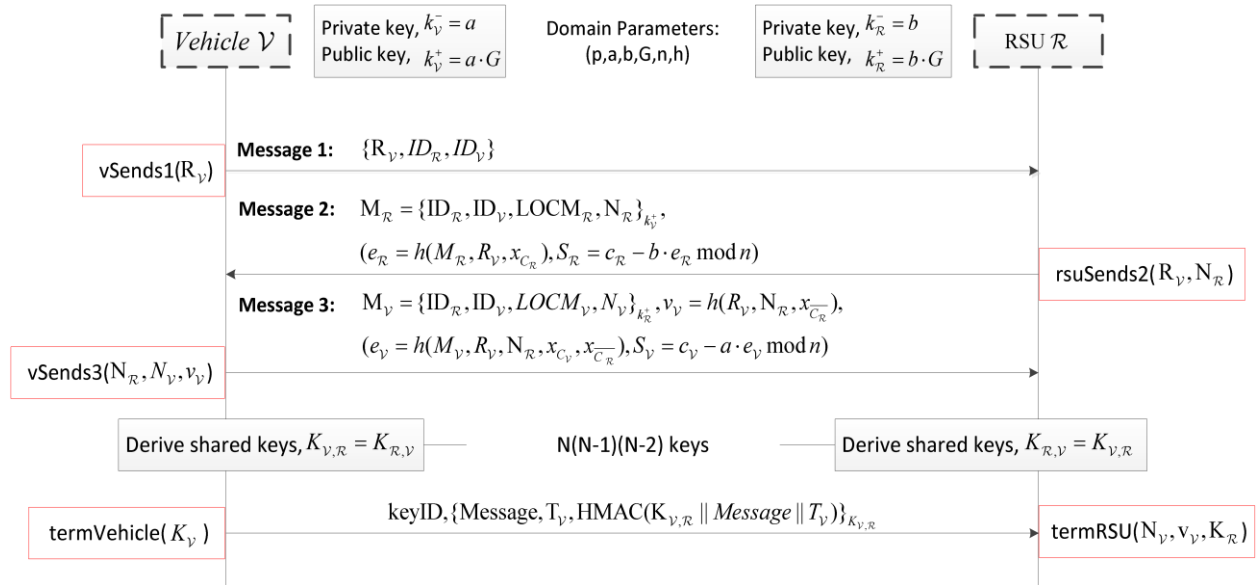 Vehicle 𝒱
Private key, k_𝒱^- = a
Public key, k_𝒱^+ = a·G
Domain Parameters:
(p,a,b,G,n,h)
Private key, k_ℛ^- = b
Public key, k_ℛ^+ = b·G
RSU ℛ
Message 1: {R_𝒱, ID_ℛ, ID_𝒱}
vSends1(R_𝒱)
Message 2: M_ℛ = {ID_ℛ, ID_𝒱, LOCM_ℛ, N_ℛ}_{k_𝒱^+},
(e_ℛ = h(M_ℛ, R_𝒱, x_{C_ℛ}), S_ℛ = c_ℛ − b·e_ℛ mod n)
rsuSends2(R_𝒱, N_ℛ)
Message 3: M_𝒱 = {ID_ℛ, ID_𝒱, LOCM_𝒱, N_𝒱}_{k_ℛ^+}, v_𝒱 = h(R_𝒱, N_ℛ, x_{\overline{C_ℛ}}),
(e_𝒱 = h(M_𝒱, R_𝒱, N_ℛ, x_{C_𝒱}, x_{\overline{C_ℛ}}), S_𝒱 = c_𝒱 − a·e_𝒱 mod n)
vSends3(N_ℛ, N_𝒱, v_𝒱)
Derive shared keys, K_{𝒱,ℛ} = K_{ℛ,𝒱}
N(N-1)(N-2) keys
Derive shared keys, K_{ℛ,𝒱} = K_{𝒱,ℛ}
keyID,{Message, T_𝒱, HMAC(K_{𝒱,ℛ} || Message || T_𝒱)}_{K_{𝒱,ℛ}}
termVehicle(K_𝒱)
termRSU(N_𝒱, v_𝒱, K_ℛ)